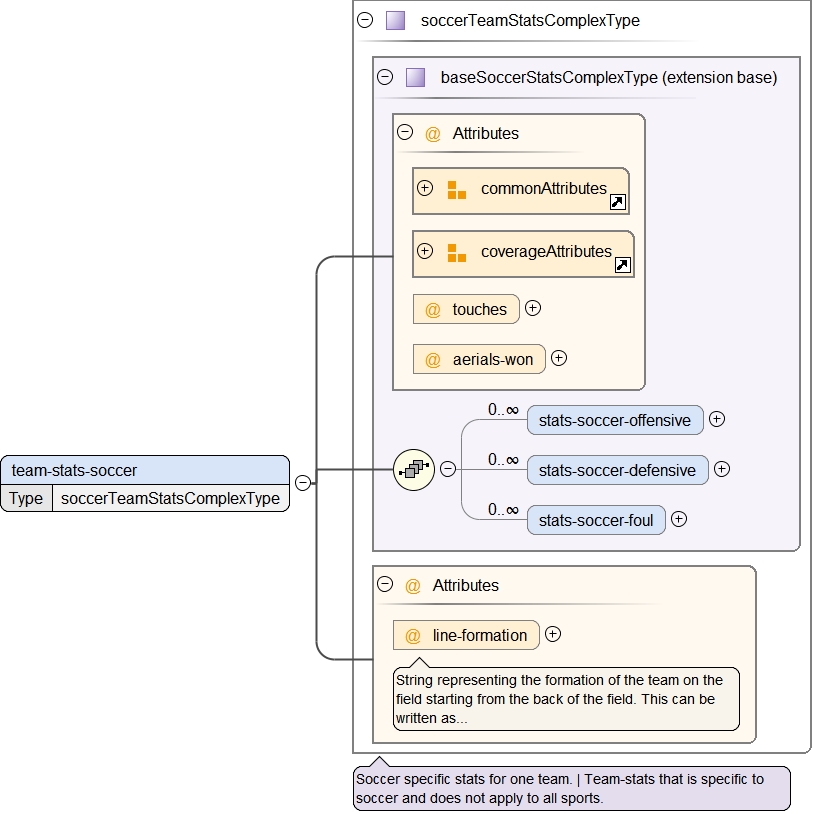 soccerTeamStatsComplexType
baseSoccerStatsComplexType (extension base)
@ Attributes
commonAttributes
coverageAttributes
@ touches
@ aerials-won
0..∞
stats-soccer-offensive
0..∞
stats-soccer-defensive
0..∞
stats-soccer-foul
team-stats-soccer
Type soccerTeamStatsComplexType
@ Attributes
@ line-formation
String representing the formation of the team on the
field starting from the back of the field. This can be
written as...
Soccer specific stats for one team. | Team-stats that is specific to
soccer and does not apply to all sports.